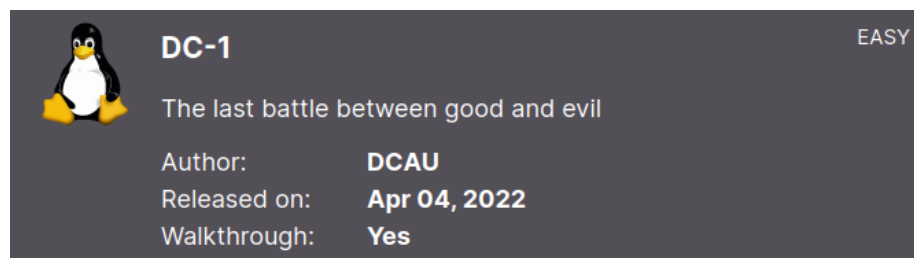 DC-1
EASY
The last battle between good and evil
Author: DCAU
Released on: Apr 04, 2022
Walkthrough: Yes